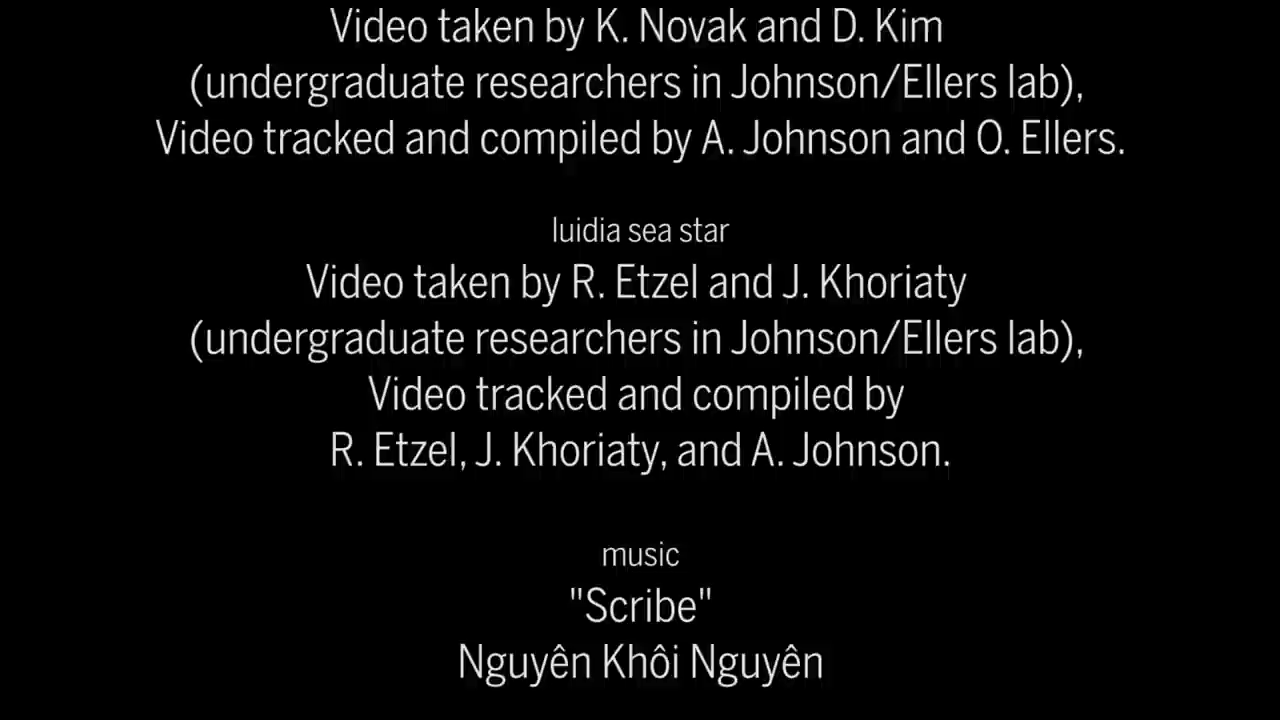 Video taken by K. Novak and D. Kim
(undergraduate researchers in Johnson/Ellers lab),
Video tracked and compiled by A. Johnson and O. Ellers.
luidia sea star
Video taken by R. Etzel and J. Khoriaty
(undergraduate researchers in Johnson/Ellers lab),
Video tracked and compiled by
R. Etzel, J. Khoriaty, and A. Johnson.
music
"Scribe"
Nguyên Khôi Nguyên